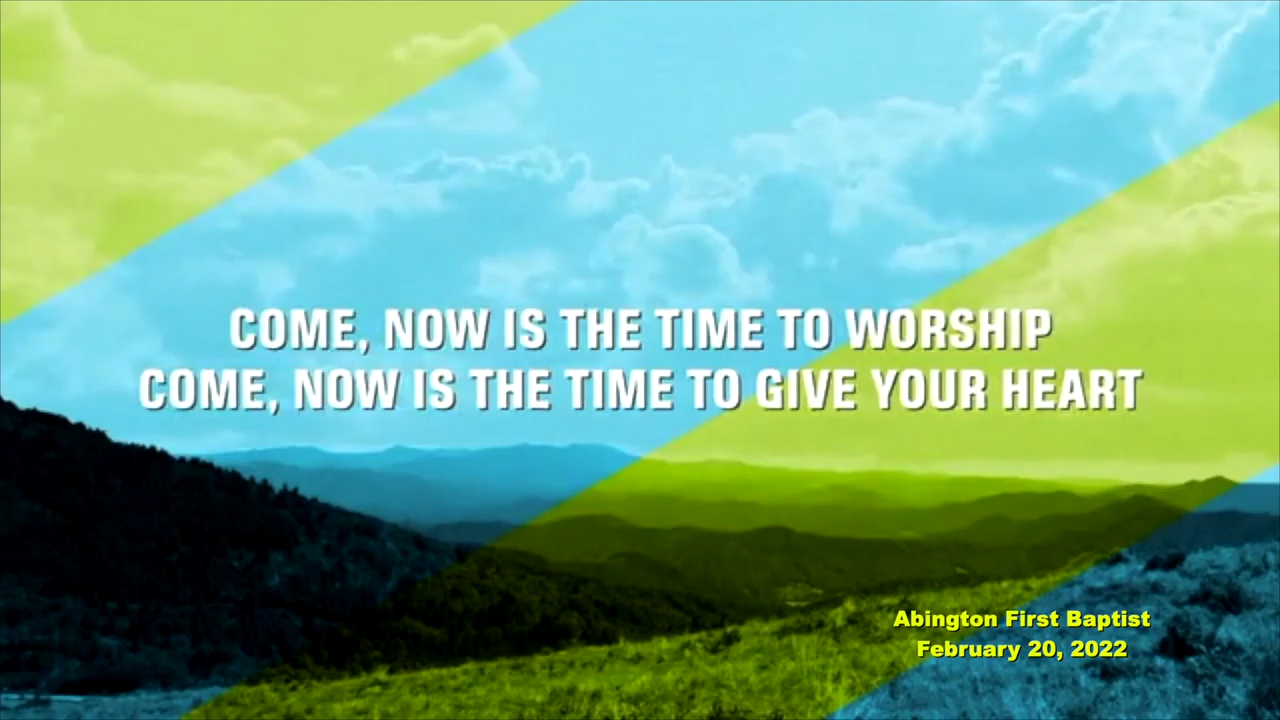 COME, NOW IS THE TIME TO WORSHIP
COME, NOW IS THE TIME TO GIVE YOUR HEART
Abington First Baptist
February 20, 2022